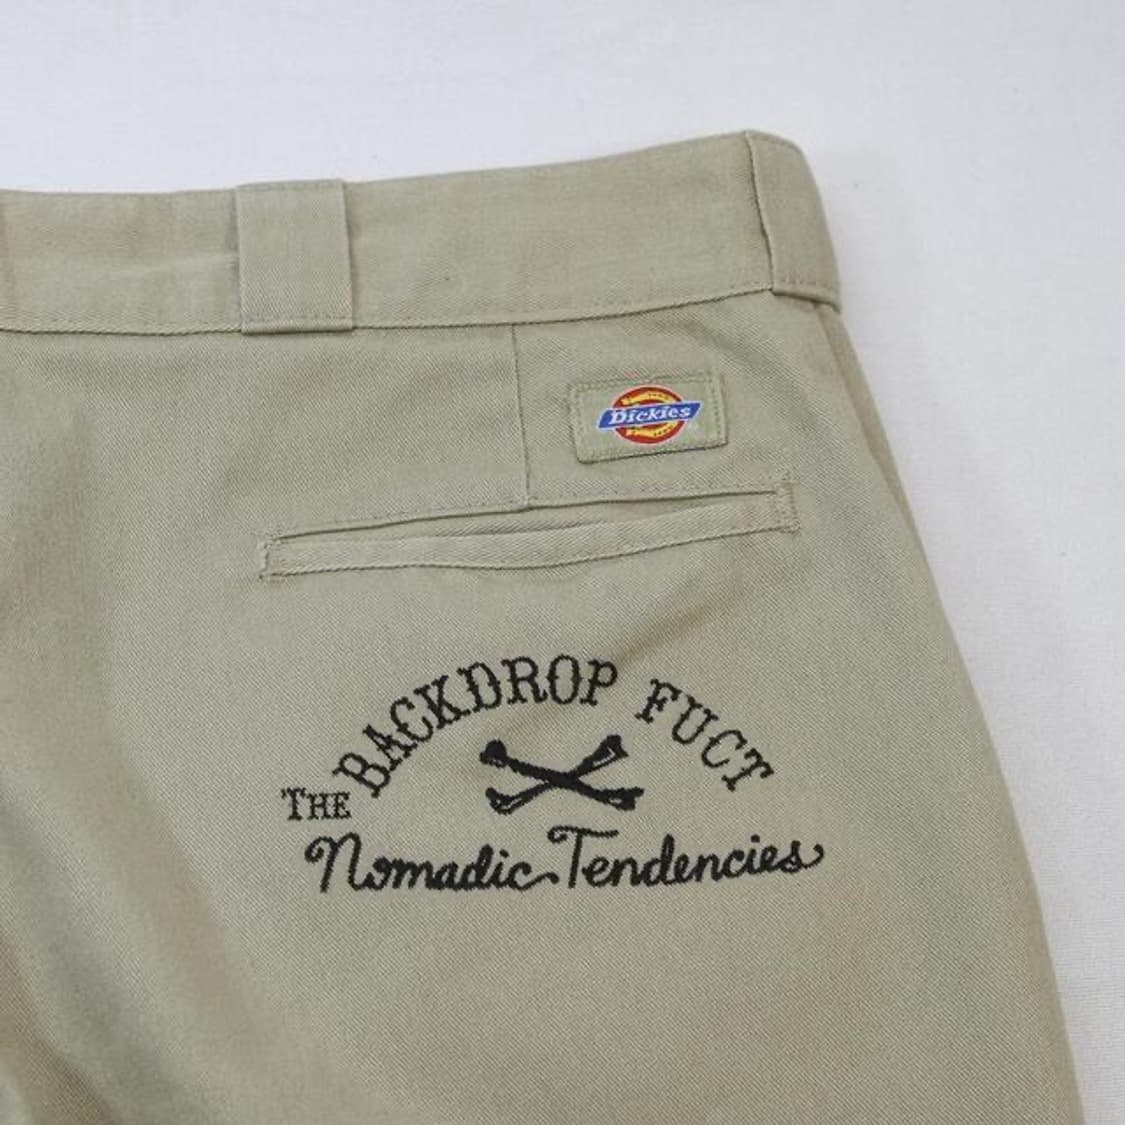 Dickies
THE BACKDROP FUCT
Nomadic Tendencies